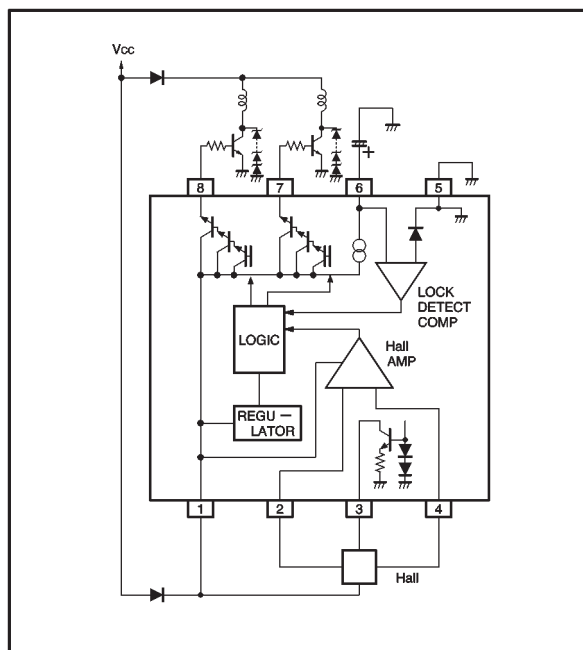 Vcc
8
7
6
5
+
LOCK
DETECT
COMP
LOGIC
Hall
AMP
REGU –
LATOR
1
2
3
4
Hall